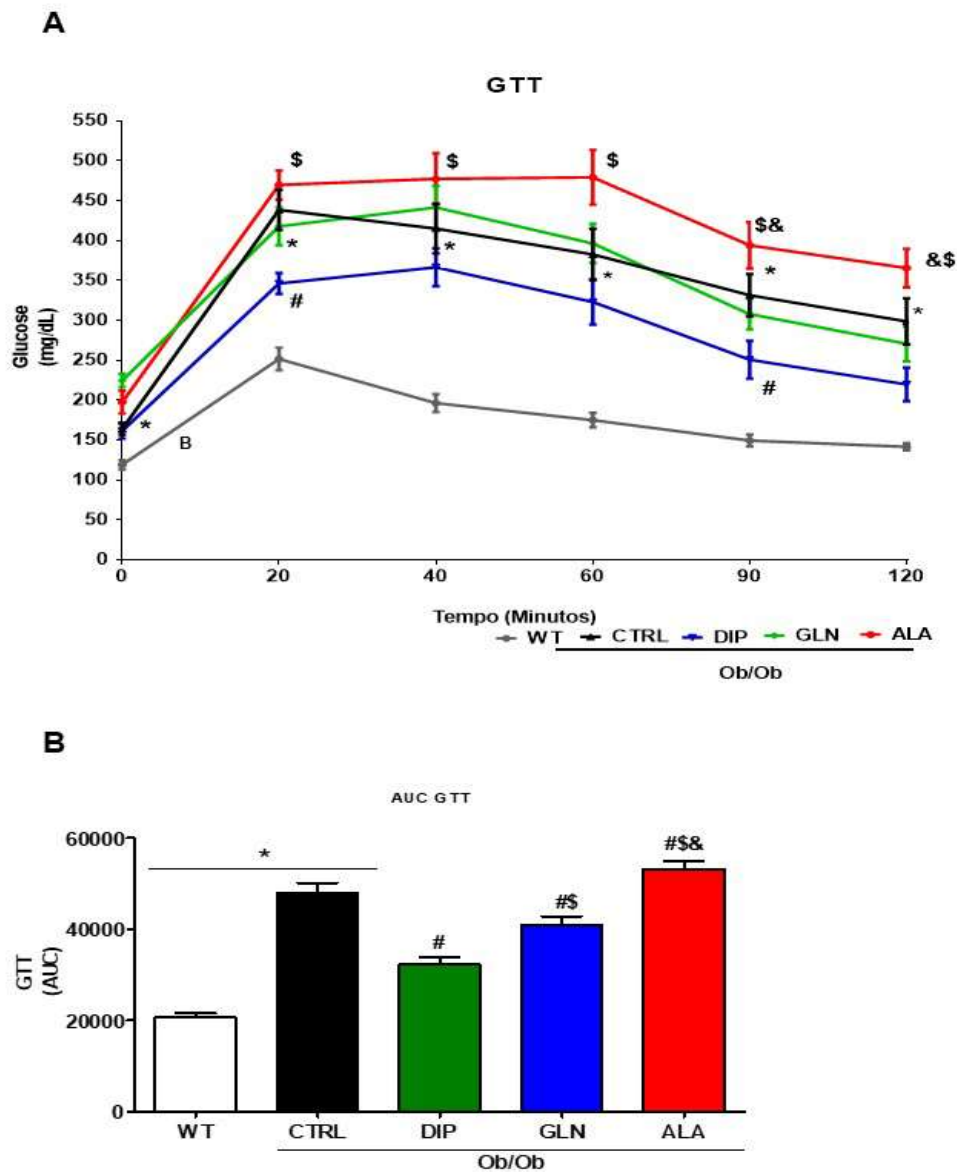 A
GTT
550
500
450
400
350
300
250
200
150
100
50
0
Glucose
(mg/dL)
$ $ $
$&
&$
* * * * *
# #
* B
0 20 40 60 90 120
Tempo (Minutos)
WT CTRL DIP GLN ALA
Ob/Ob
B
AUC GTT
60000
40000
20000
0
GTT
(AUC)
*
#
#$
#$&
WT CTRL DIP GLN ALA
Ob/Ob